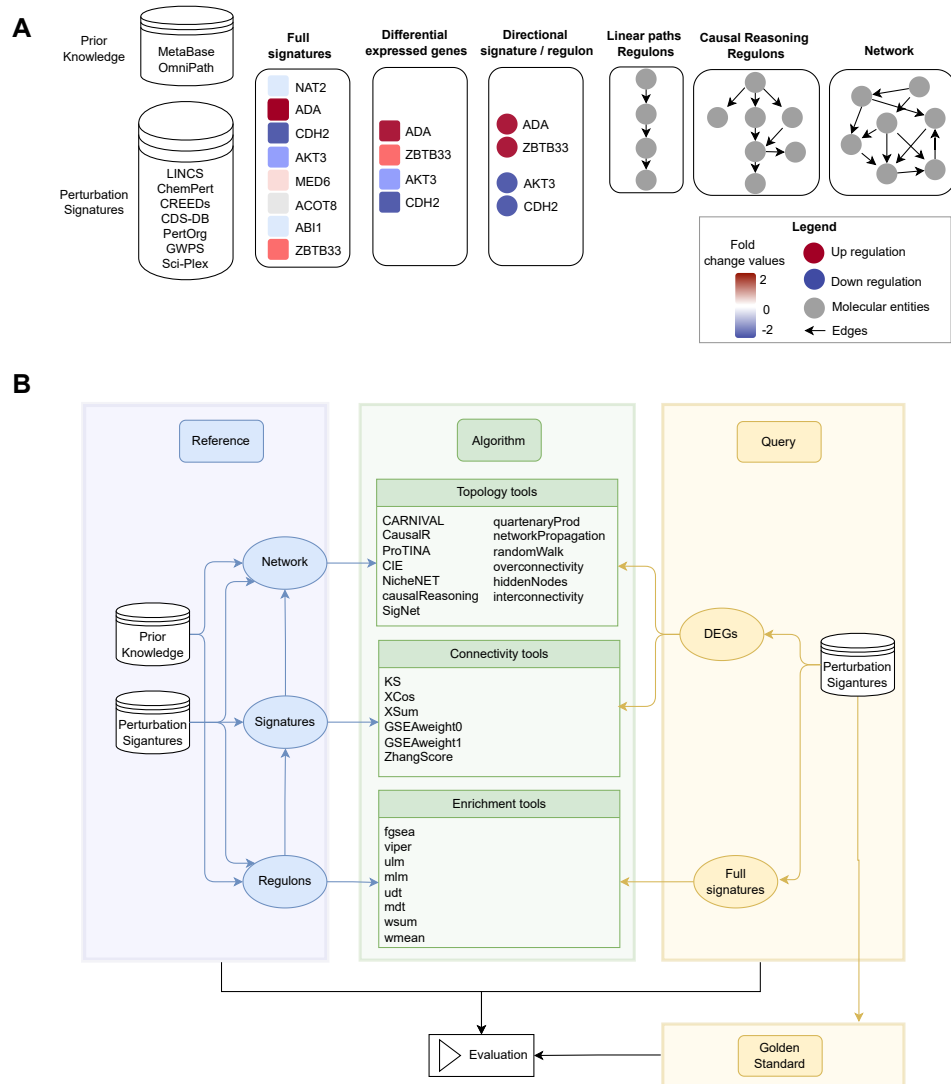 A
Prior
Knowledge
MetaBase
OmniPath
Perturbation
Signatures
LINCS
ChemPert
CREEDs
CDS-DB
PertOrg
GWPS
Sci-Plex
Full
signatures
NAT2
ADA
CDH2
AKT3
MED6
ACOT8
ABI1
ZBTB33
Differential
expressed genes
ADA
ZBTB33
AKT3
CDH2
Directional
signature / regulon
ADA
ZBTB33
AKT3
CDH2
Linear paths
Regulons
Causal Reasoning
Regulons
Network
Legend
Fold
change values
2
0
-2
Up regulation
Down regulation
Molecular entities
Edges
B
Reference
Network
Prior
Knowledge
Perturbation
Sigantures
Signatures
Regulons
Algorithm
Topology tools
CARNIVAL
CausalR
ProTINA
CIE
NicheNET
causalReasoning
SigNet
quartenaryProd
networkPropagation
randomWalk
overconnectivity
hiddenNodes
interconnectivity
Connectivity tools
KS
XCos
XSum
GSEAweight0
GSEAweight1
ZhangScore
Enrichment tools
fgsea
viper
ulm
mlm
udt
mdt
wsum
wmean
Query
DEGs
Perturbation
Sigantures
Full
signatures
Evaluation
Golden
Standard